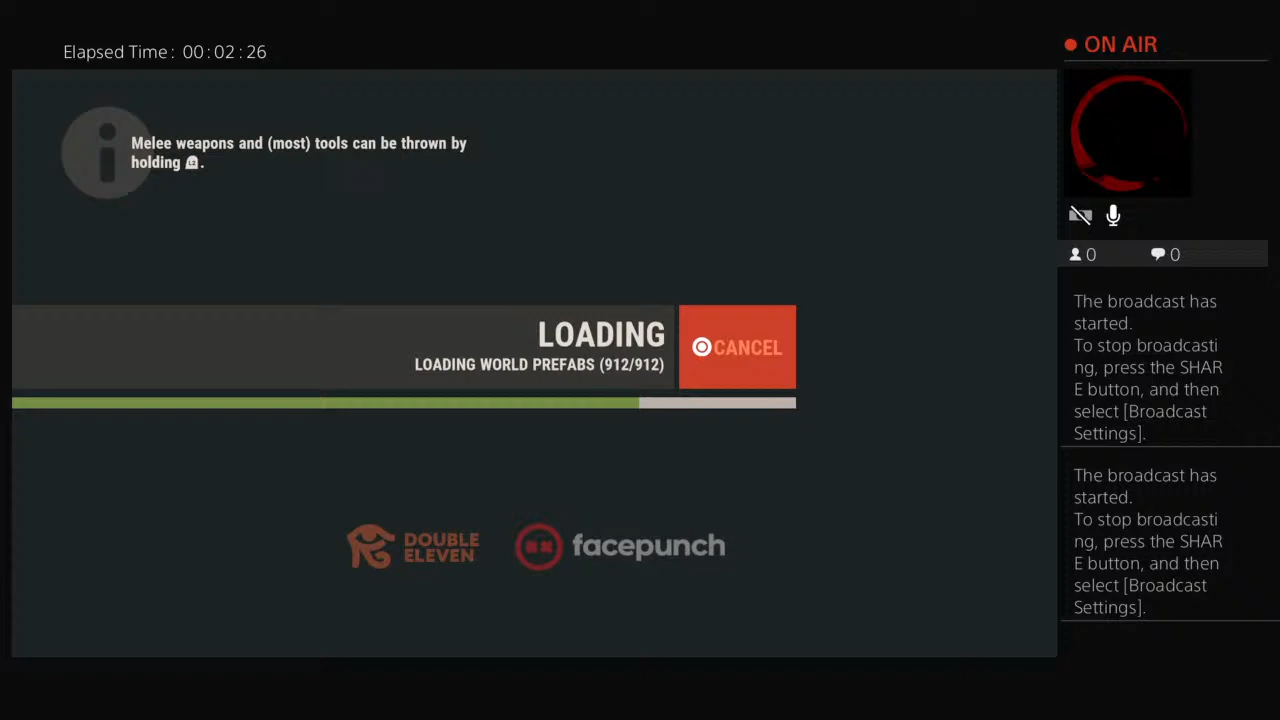 Elapsed Time: 00:02:26
ON AIR
Melee weapons and (most) tools can be thrown by
holding L2.
0 0
LOADING
LOADING WORLD PREFABS (912/912)
CANCEL
DOUBLE
ELEVEN
facepunch
The broadcast has
started.
To stop broadcasti
ng, press the SHAR
E button, and then
select [Broadcast
Settings].
The broadcast has
started.
To stop broadcasti
ng, press the SHAR
E button, and then
select [Broadcast
Settings].